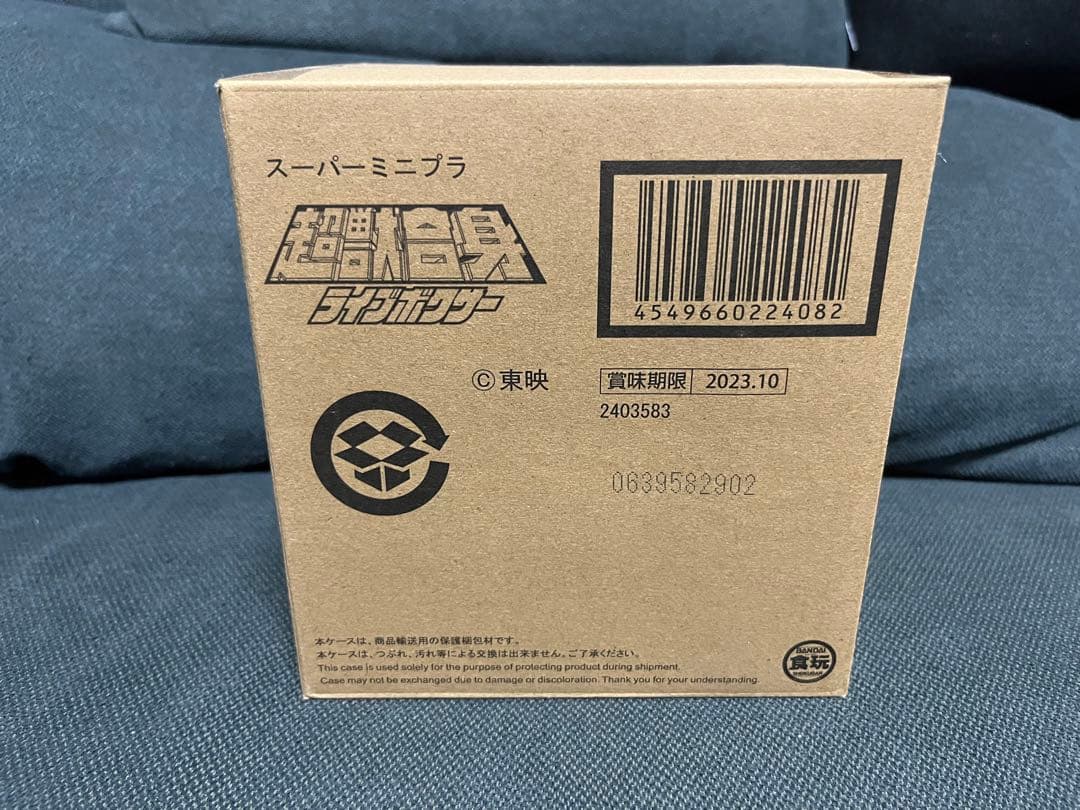 スーパーミニプラ
超獣合身
ライブボクサー
4549660224082
©東映
賞味期限 2023.10
2403583
0639582902
本ケースは、商品輸送用の保護梱包材です。
本ケースは、つぶれ、汚れ等による交換は出来ません。ご了承ください。
This case is used solely for the purpose of protecting product during shipment.
Case may not be exchanged due to damage or discoloration. Thank you for your understanding.
BANDAI
食玩
SHOKUGAN